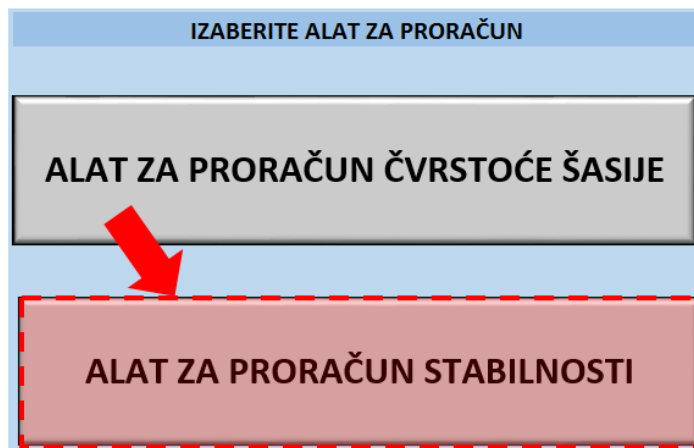 IZABERITE ALAT ZA PRORAČUN
ALAT ZA PRORAČUN ČVRSTOĆE ŠASIJE
ALAT ZA PRORAČUN STABILNOSTI